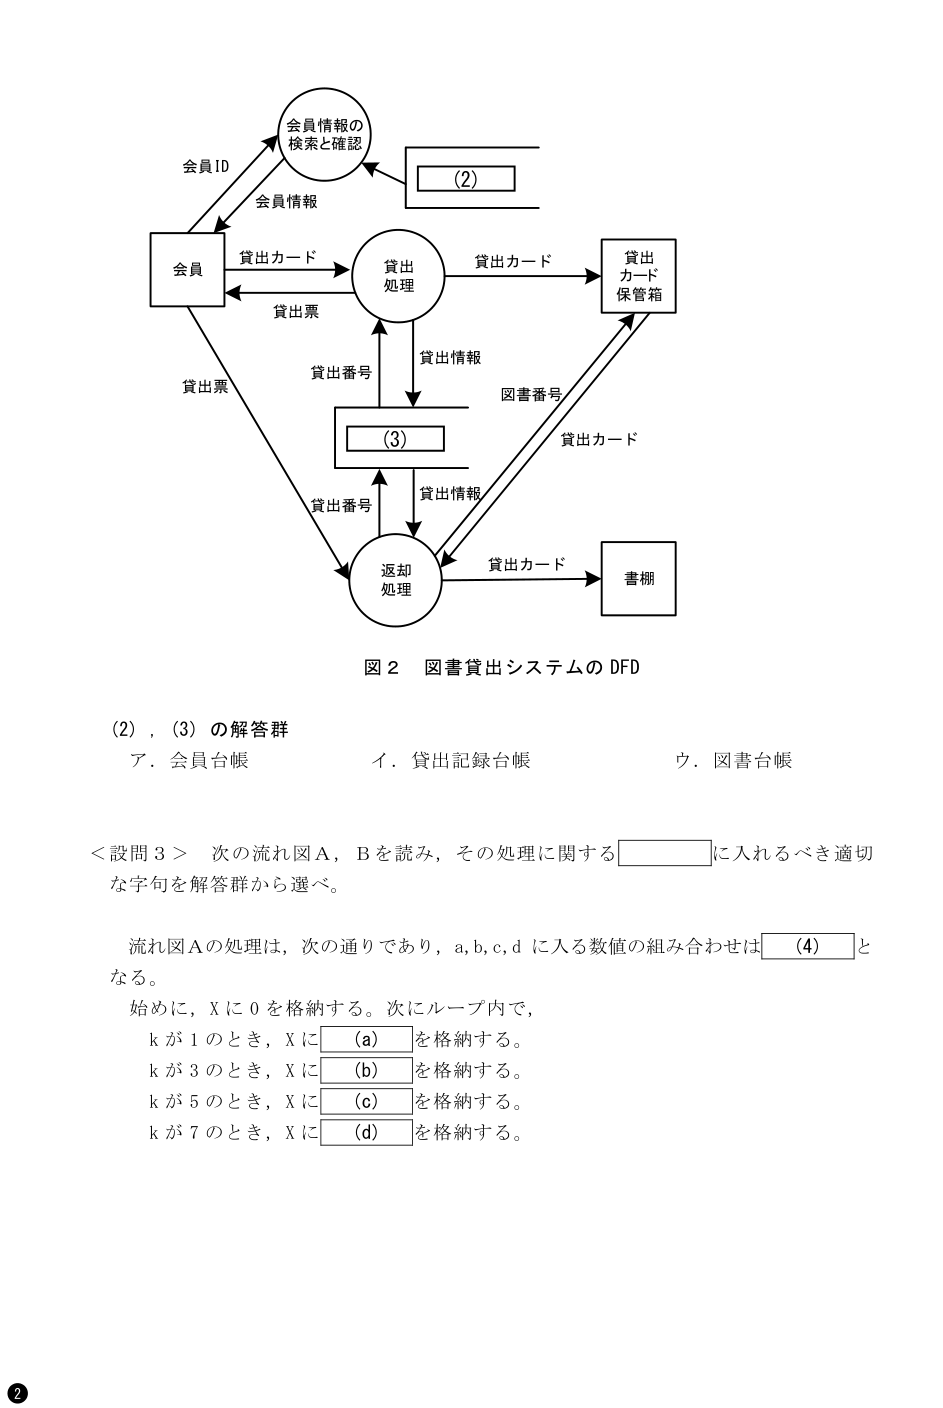 会員情報の
検索と確認
会員ID
(2)
会員情報
会員
貸出カード
貸出
処理
貸出カード
貸出
カード
保管箱
貸出票
貸出番号
貸出情報
貸出票
図書番号
貸出カード
(3)
貸出番号
貸出情報
貸出カード
返却
処理
書棚
図2 図書貸出システムの DFD
(2) , (3) の解答群
ア. 会員台帳 イ. 貸出記録台帳 ウ. 図書台帳
<設問3> 次の流れ図A, Bを読み, その処理に関する に入れるべき適切
な字句を解答群から選べ。
流れ図Aの処理は, 次の通りであり, a,b,c,d に入る数値の組み合わせは (4) と
なる。
始めに, X に 0 を格納する。次にループ内で,
k が 1 のとき, X に (a) を格納する。
k が 3 のとき, X に (b) を格納する。
k が 5 のとき, X に (c) を格納する。
k が 7 のとき, X に (d) を格納する。
2